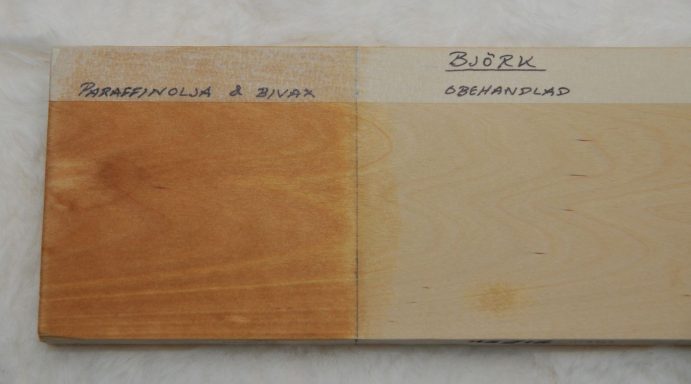 BJÖRK
PARAFFINOLJA & BIVAX
OBEHANDLAD